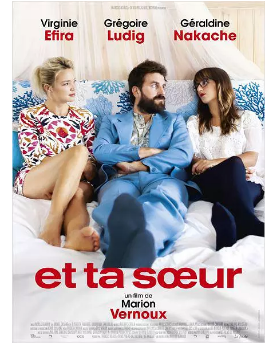 Virginie Grégoire Géraldine
Efira Ludig Nakache
et ta sœur
un film de
Marion
Vernoux